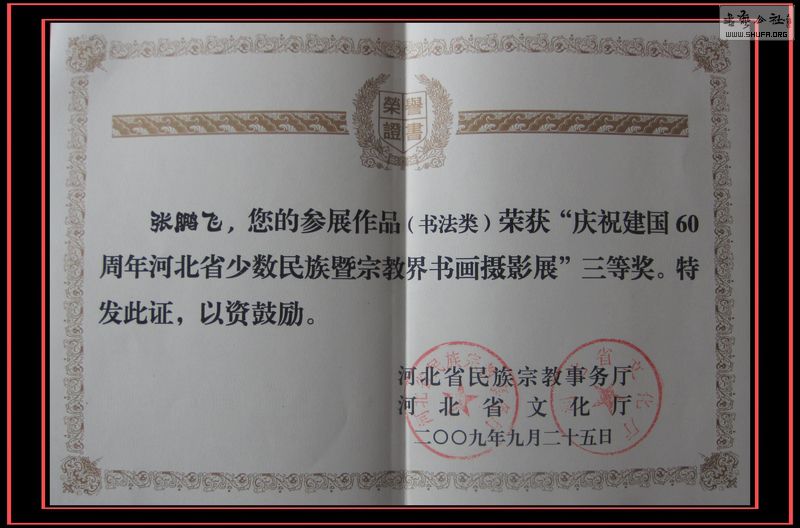 WWW.SHUFA.ORG
榮譽
證書
张鹏飞，您的参展作品（书法类）荣获“庆祝建国60
周年河北省少数民族暨宗教界书画摄影展”三等奖。特
发此证，以资鼓励。
河北省民族宗教事务厅
河北省文化厅
二〇〇九年九月二十五日